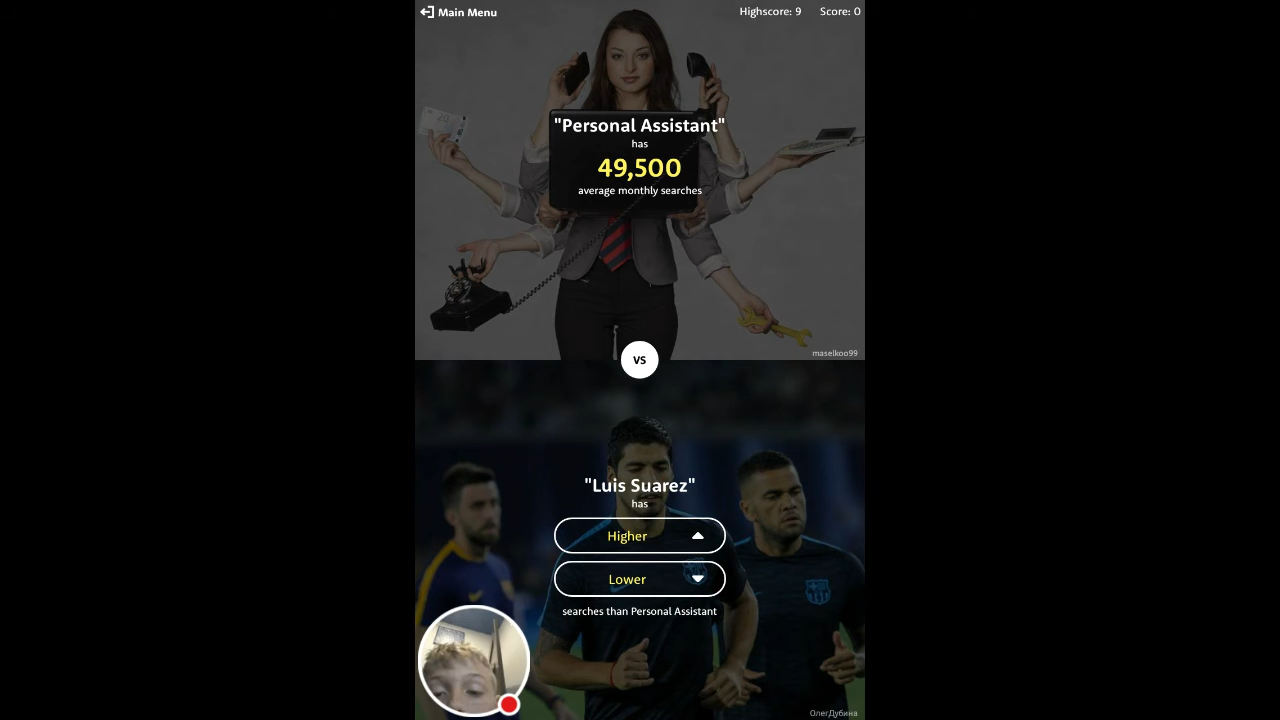 Main Menu
Highscore: 9
Score: 0
"Personal Assistant"
has
49,500
average monthly searches
maselkoo99
VS
"Luis Suarez"
has
Higher
Lower
searches than Personal Assistant
ОлегДубина